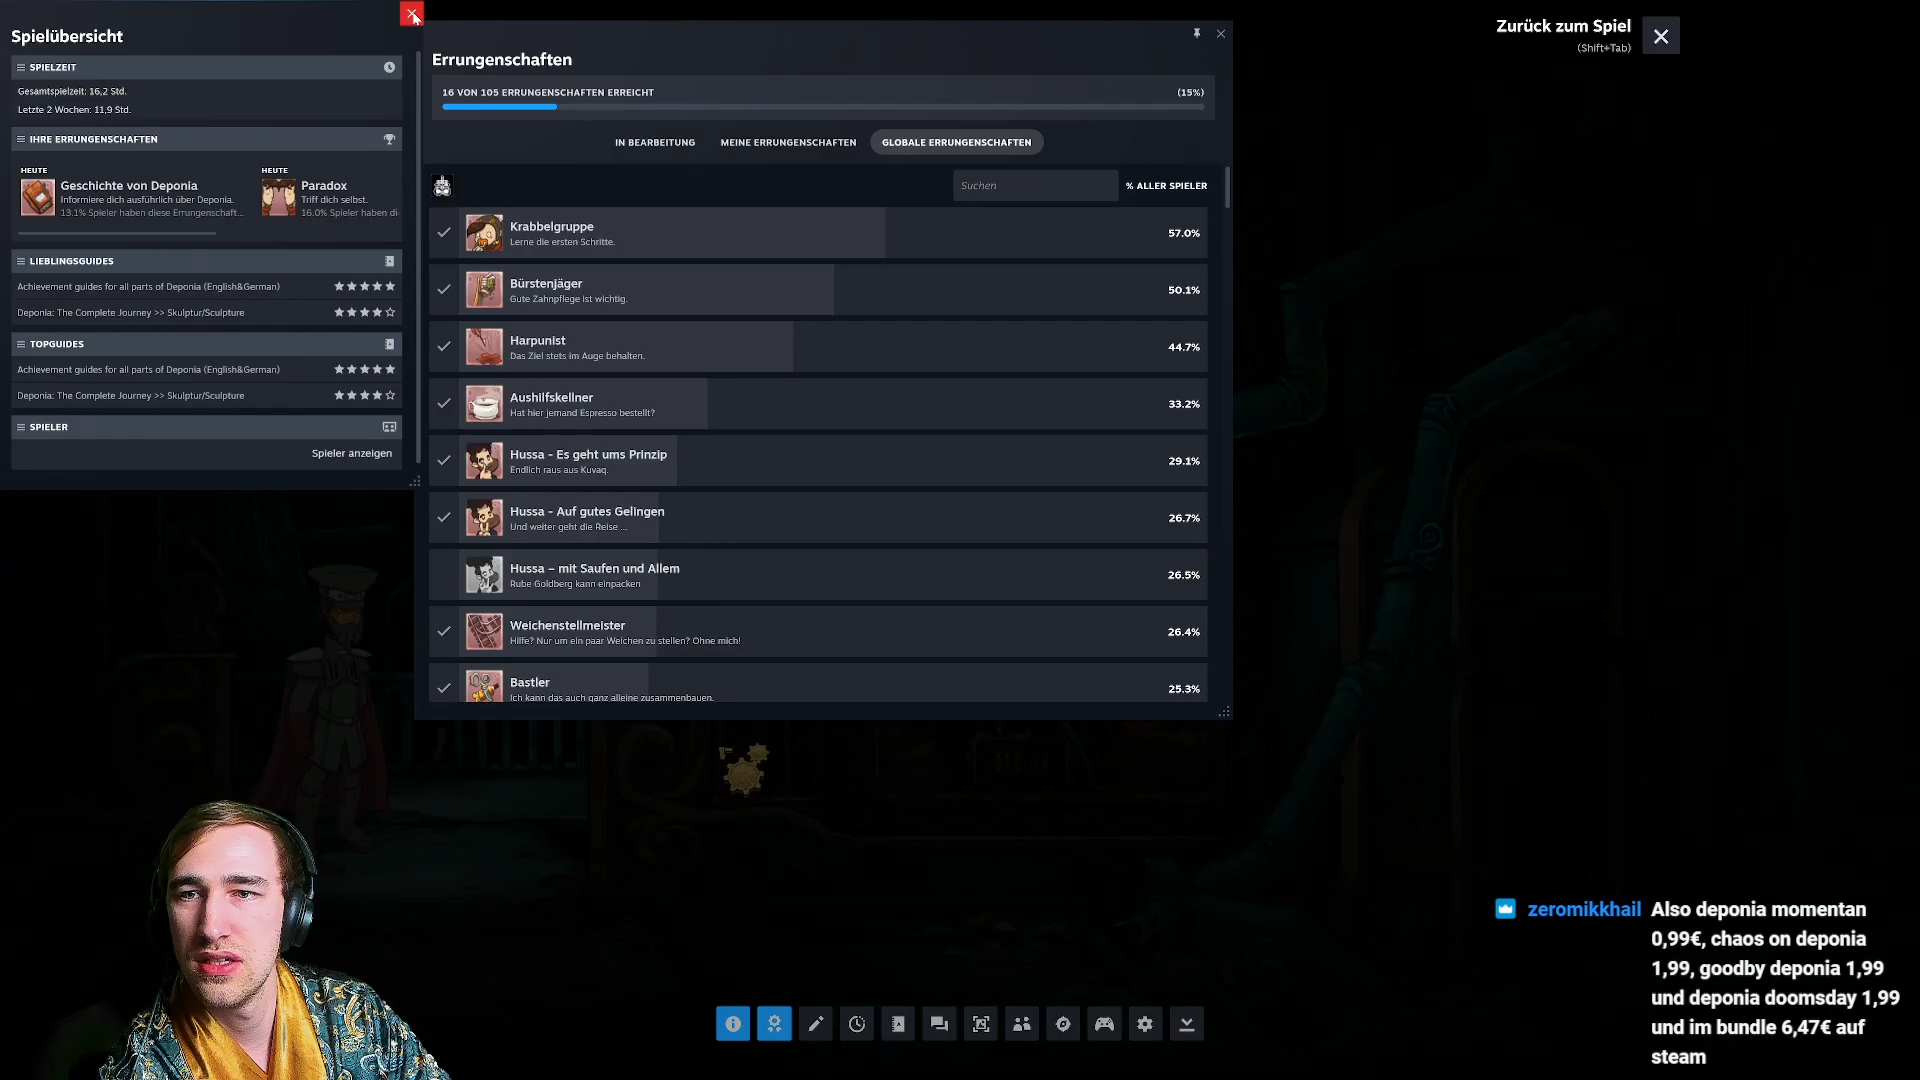 Spielübersicht
SPIELZEIT
Gesamtspielzeit: 16,2 Std.
Letzte 2 Wochen: 11,9 Std.
IHRE ERRUNGENSCHAFTEN
HEUTE
Geschichte von Deponia
Informiere dich ausführlich über Deponia.
13.1% Spieler haben diese Errungenschaft...
HEUTE
Paradox
Triff dich selbst.
16.0% Spieler haben di
LIEBLINGSGUIDES
Achievement guides for all parts of Deponia (English&German)
Deponia: The Complete Journey >> Skulptur/Sculpture
TOPGUIDES
Achievement guides for all parts of Deponia (English&German)
Deponia: The Complete Journey >> Skulptur/Sculpture
SPIELER
Spieler anzeigen
Errungenschaften
16 VON 105 ERRUNGENSCHAFTEN ERREICHT (15%)
IN BEARBEITUNG MEINE ERRUNGENSCHAFTEN GLOBALE ERRUNGENSCHAFTEN
Suchen % ALLER SPIELER
Krabbelgruppe
Lerne die ersten Schritte.
57.0%
Bürstenjäger
Gute Zahnpflege ist wichtig.
50.1%
Harpunist
Das Ziel stets im Auge behalten.
44.7%
Aushilfskellner
Hat hier jemand Espresso bestellt?
33.2%
Hussa - Es geht ums Prinzip
Endlich raus aus Kuvaq.
29.1%
Hussa - Auf gutes Gelingen
Und weiter geht die Reise ...
26.7%
Hussa – mit Saufen und Allem
Rube Goldberg kann einpacken
26.5%
Weichenstellmeister
Hilfe? Nur um ein paar Weichen zu stellen? Ohne mich!
26.4%
Bastler
Ich kann das auch ganz alleine zusammenbauen.
25.3%
Zurück zum Spiel
(Shift+Tab)
zeromikkhail Also deponia momentan
0,99€, chaos on deponia
1,99, goodby deponia 1,99
und deponia doomsday 1,99
und im bundle 6,47€ auf
steam